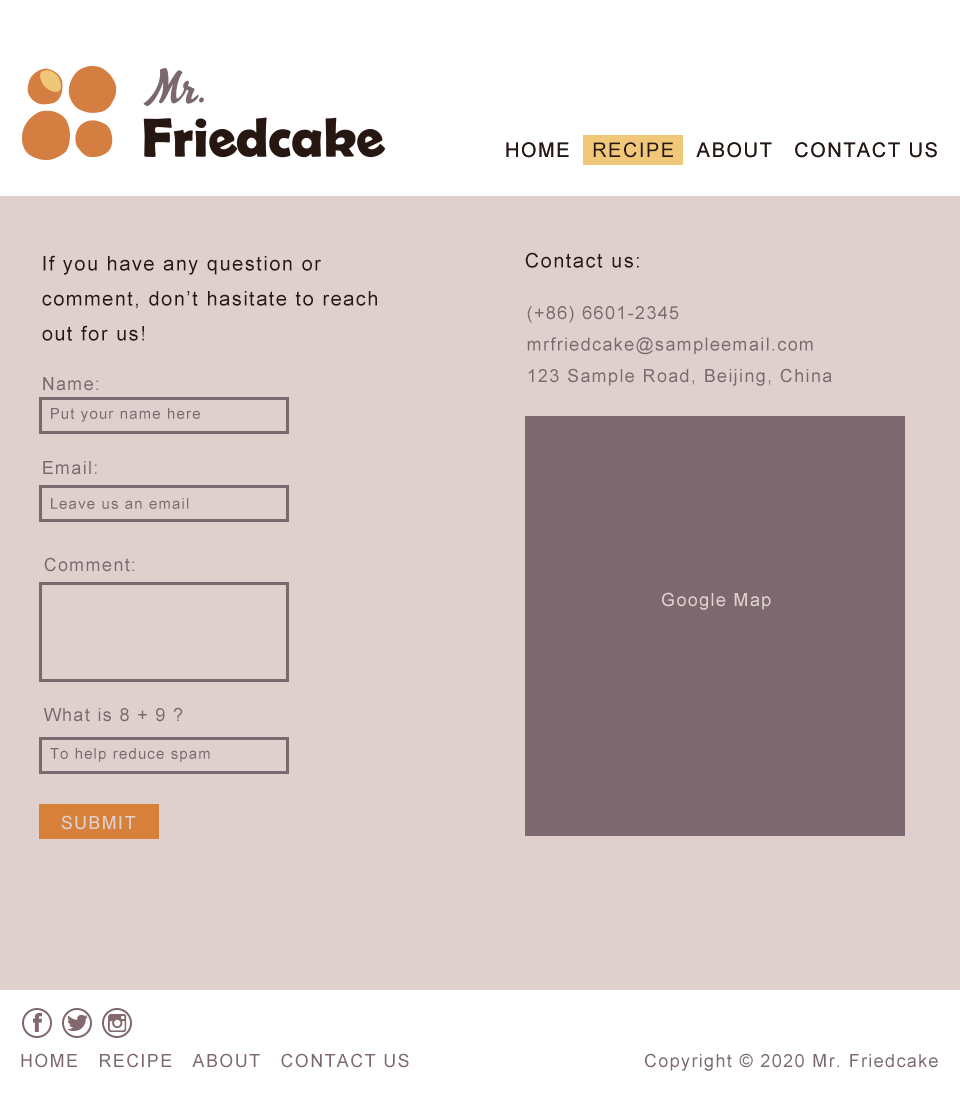 Mr.
Friedcake
HOME RECIPE ABOUT CONTACT US
If you have any question or
comment, don’t hasitate to reach
out for us!
Name:
Put your name here
Email:
Leave us an email
Comment:
What is 8 + 9 ?
To help reduce spam
SUBMIT
Contact us:
(+86) 6601-2345
mrfriedcake@sampleemail.com
123 Sample Road, Beijing, China
Google Map
HOME RECIPE ABOUT CONTACT US
Copyright © 2020 Mr. Friedcake